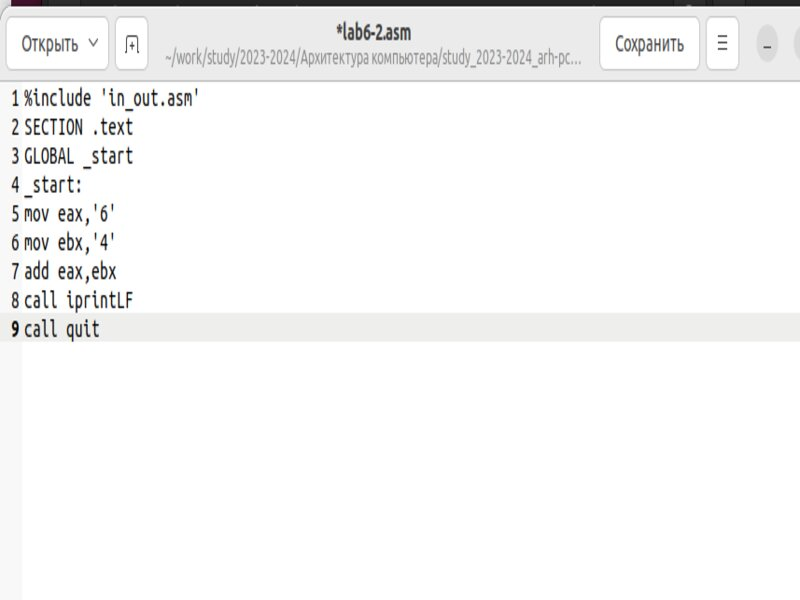 Открыть
*lab6-2.asm
~/work/study/2023-2024/Архитектура компьютера/study_2023-2024_arh-pc...
Сохранить
1 %include 'in_out.asm'
2 SECTION .text
3 GLOBAL _start
4 _start:
5 mov eax,'6'
6 mov ebx,'4'
7 add eax,ebx
8 call iprintLF
9 call quit